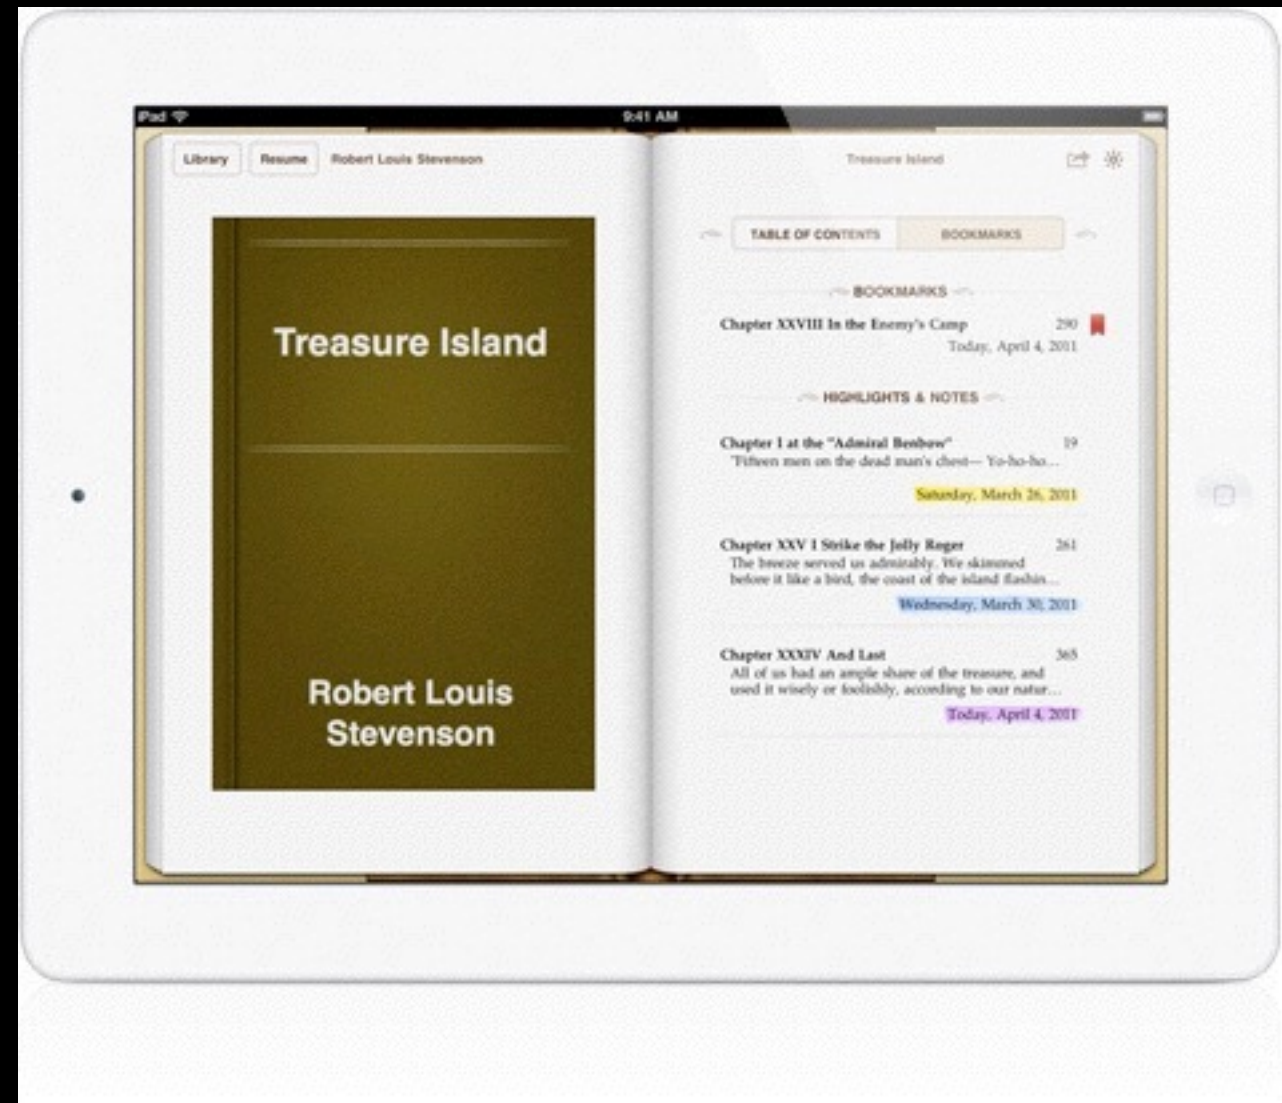 iPad
9:41 AM
Library
Resume
Robert Louis Stevenson
Treasure Island
Treasure Island
Robert Louis
Stevenson
TABLE OF CONTENTS
BOOKMARKS
BOOKMARKS
Chapter XXVIII In the Enemy's Camp 290
Today, April 4, 2011
HIGHLIGHTS & NOTES
Chapter I at the "Admiral Benbow" 19
"Fifteen men on the dead man's chest— Yo-ho-ho...
Saturday, March 26, 2011
Chapter XXV I Strike the Jolly Roger 261
The breeze served us admirably. We skimmed
before it like a bird, the coast of the island flashin...
Wednesday, March 30, 2011
Chapter XXXIV And Last 365
All of us had an ample share of the treasure, and
used it wisely or foolishly, according to our natur...
Today, April 4, 2011